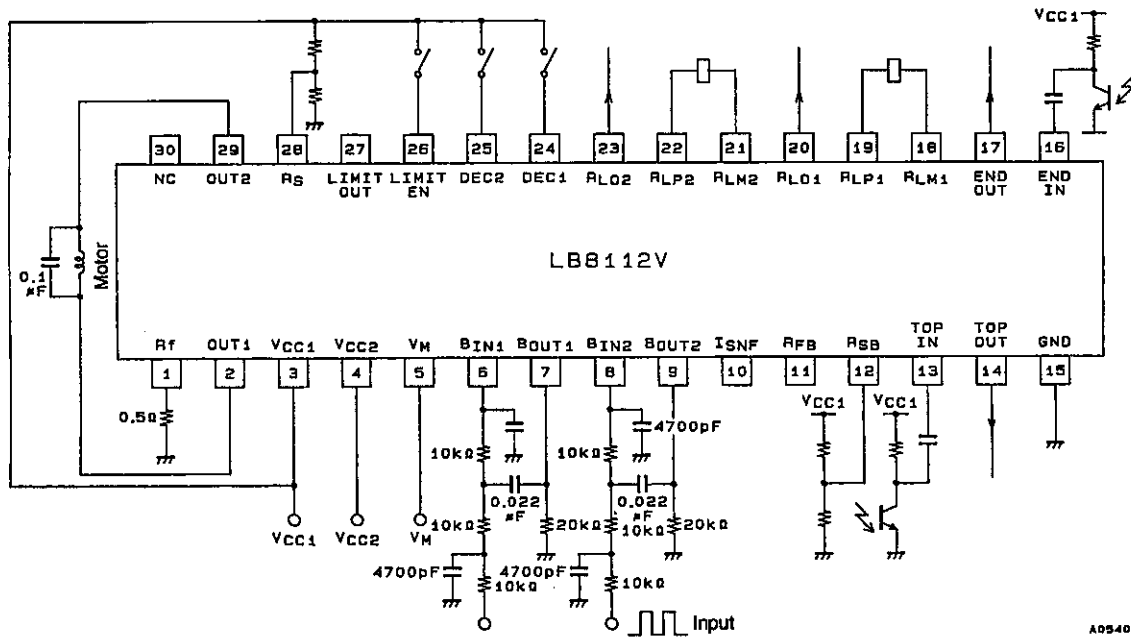 VCC1
30 29 28 27 26 25 24 23 22 21 20 19 18 17 16
NC OUT2 RS LIMIT OUT LIMIT EN DEC2 DEC1 RLO2 RLP2 RLM2 RLO1 RLP1 RLM1 END OUT END IN
0.1 μF
Motor
LB8112V
Rf OUT1 VCC1 VCC2 VM BIN1 BOUT1 BIN2 BOUT2 ISNF RFB RSB TOP IN TOP OUT GND
1 2 3 4 5 6 7 8 9 10 11 12 13 14 15
0.5Ω
VCC1 VCC1
4700pF
10kΩ 10kΩ
0.022 μF 0.022 μF
10kΩ 20kΩ 10kΩ 20kΩ
VCC1 VCC2 VM
4700pF 4700pF
10kΩ 10kΩ
Input
A0540